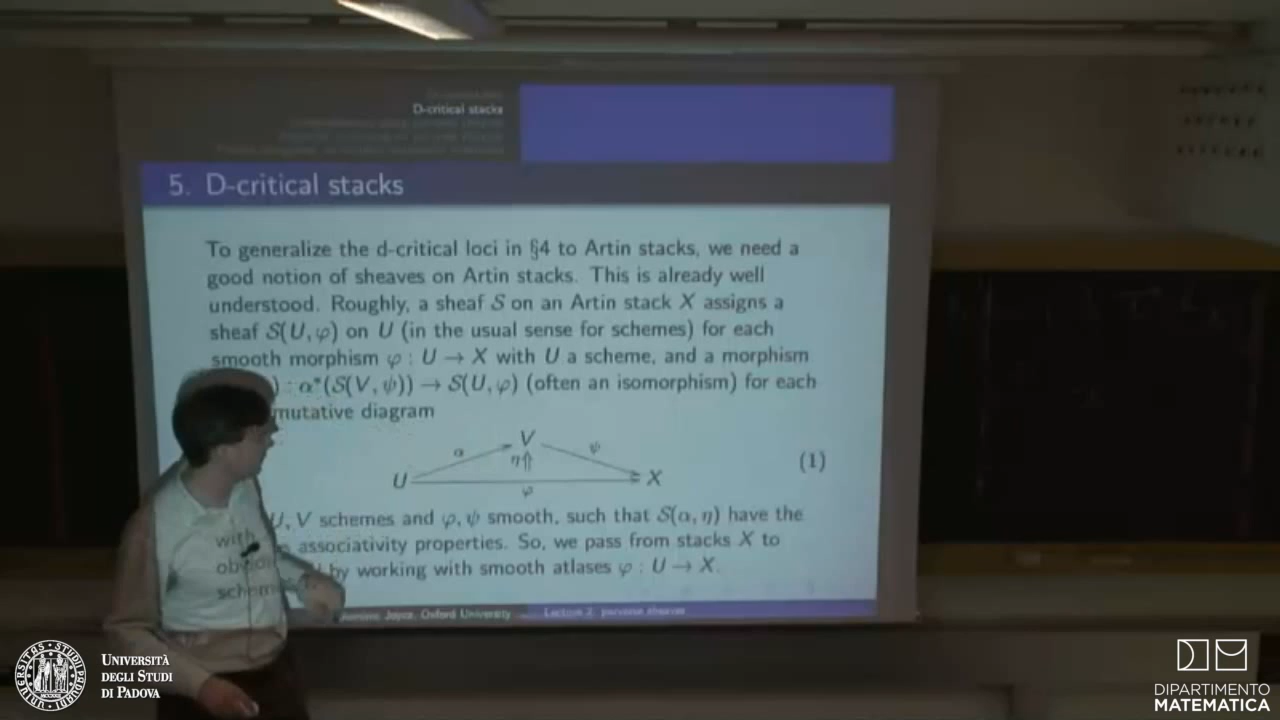 D-critical stacks
5. D-critical stacks
To generalize the d-critical loci in §4 to Artin stacks, we need a
good notion of sheaves on Artin stacks. This is already well
understood. Roughly, a sheaf S on an Artin stack X assigns a
sheaf S(U, φ) on U (in the usual sense for schemes) for each
smooth morphism φ : U → X with U a scheme, and a morphism
) : α*(S(V, ψ)) → S(U, φ) (often an isomorphism) for each
mutative diagram
V
α
ψ
η⇑
(1)
U
X
φ
with U, V schemes and φ, ψ smooth, such that S(α, η) have the
associativity properties. So, we pass from stacks X to
schem by working with smooth atlases φ : U → X.
Joyce, Oxford University
Lecture 2: perverse sheaves
UNIVERSITÀ
DEGLI STUDI
DI PADOVA
DIPARTIMENTO
MATEMATICA